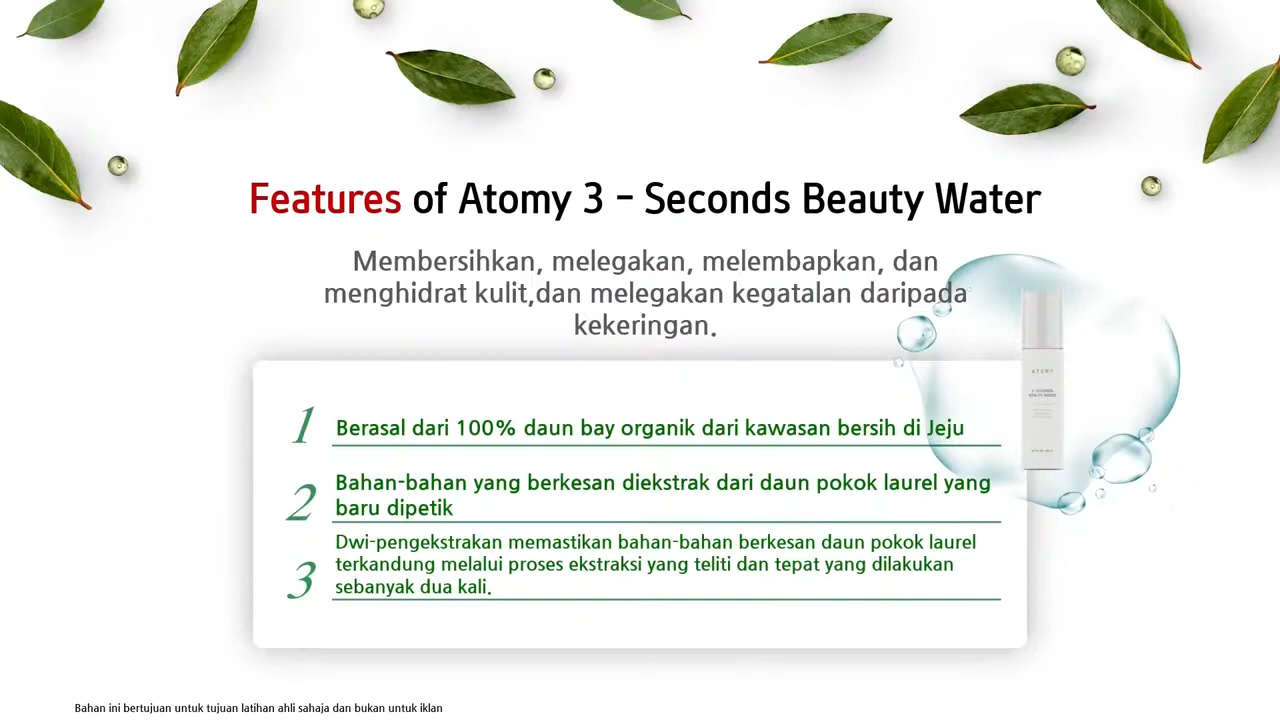 Features of Atomy 3 – Seconds Beauty Water
Membersihkan, melegakan, melembapkan, dan
menghidrat kulit,dan melegakan kegatalan daripada
kekeringan.
1 Berasal dari 100% daun bay organik dari kawasan bersih di Jeju
2 Bahan-bahan yang berkesan diekstrak dari daun pokok laurel yang
baru dipetik
3 Dwi-pengekstrakan memastikan bahan-bahan berkesan daun pokok laurel
terkandung melalui proses ekstraksi yang teliti dan tepat yang dilakukan
sebanyak dua kali.
ATOMY
3 SECONDS
BEAUTY WATER
Bahan ini bertujuan untuk tujuan latihan ahli sahaja dan bukan untuk iklan